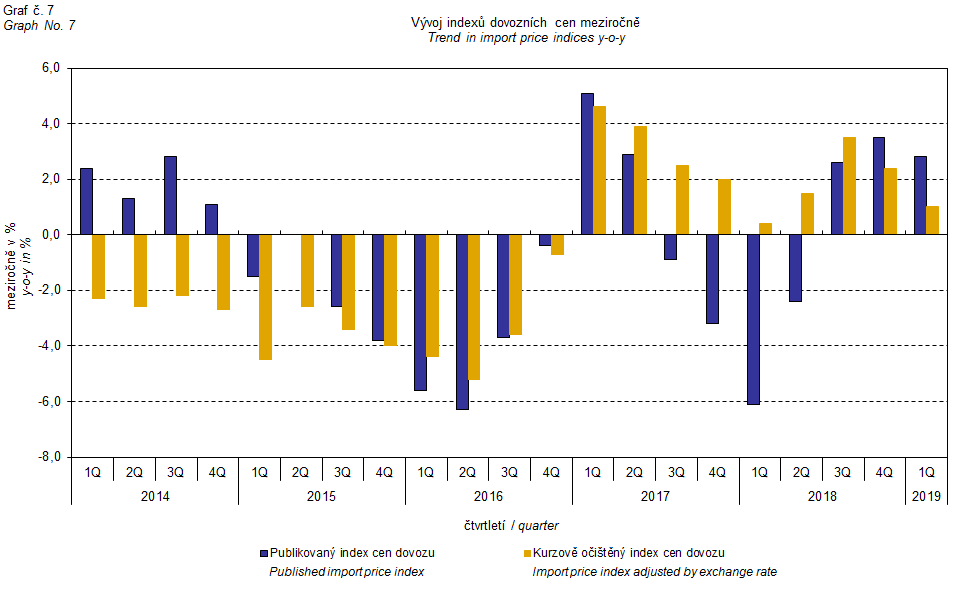 Graf č. 7
Graph No. 7
Vývoj indexů dovozních cen meziročně
Trend in import price indices y-o-y
meziročně v %
y-o-y in %
6,0
4,0
2,0
0,0
-2,0
-4,0
-6,0
-8,0
1Q 2Q 3Q 4Q 1Q 2Q 3Q 4Q 1Q 2Q 3Q 4Q 1Q 2Q 3Q 4Q 1Q 2Q 3Q 4Q 1Q
2014 2015 2016 2017 2018 2019
čtvrtletí / quarter
Publikovaný index cen dovozu Kurzově očištěný index cen dovozu
Published import price index Import price index adjusted by exchange rate